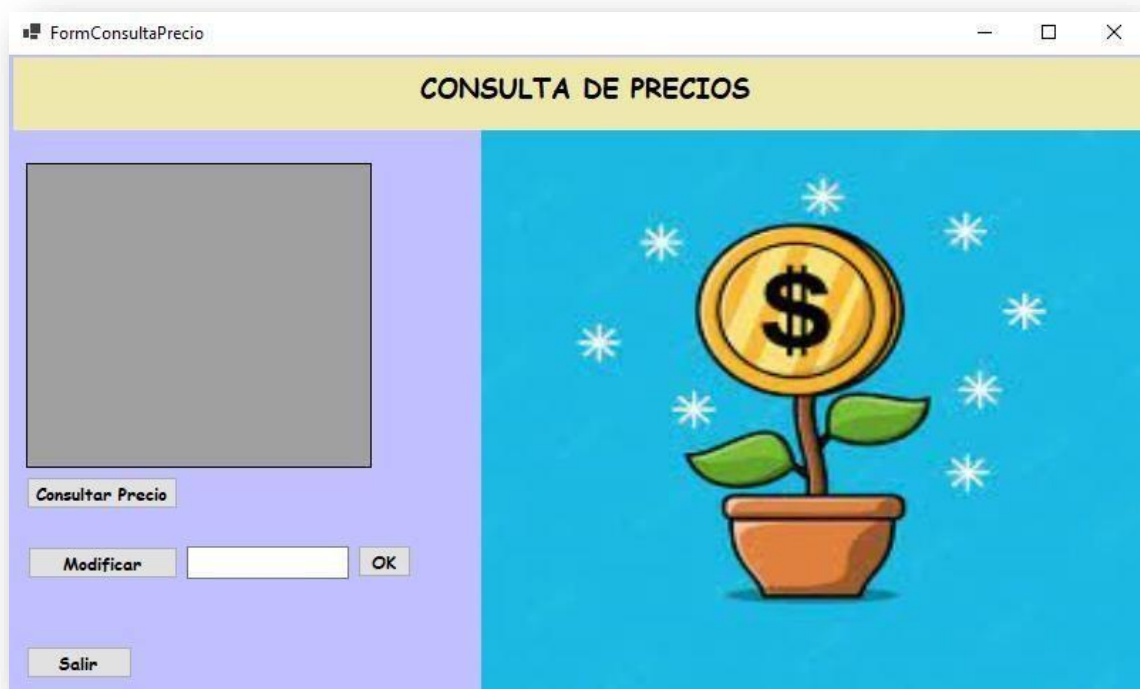 FormConsultaPrecio
CONSULTA DE PRECIOS
$
Consultar Precio
Modificar
OK
Salir